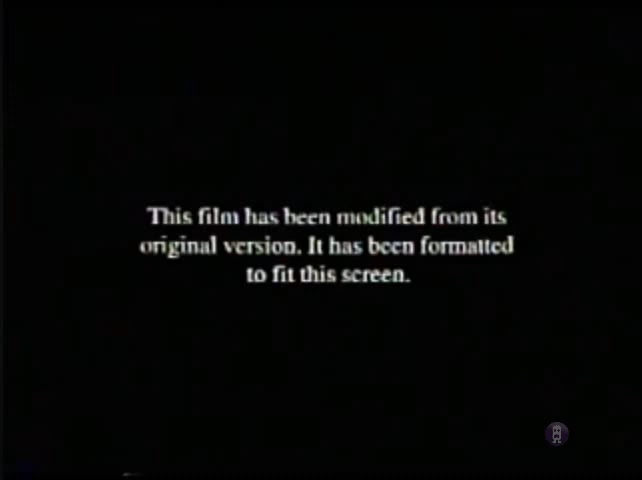 This film has been modified from its
original version. It has been formatted
to fit this screen.